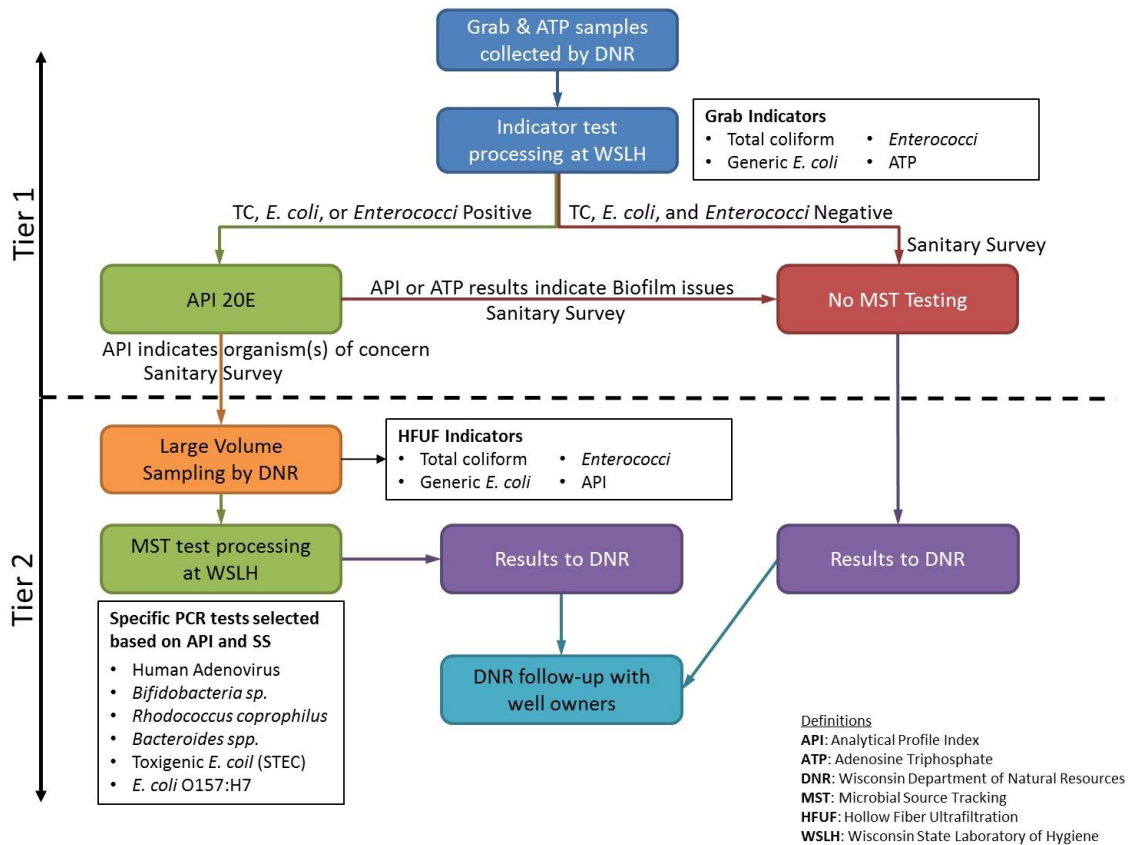 Grab & ATP samples
collected by DNR
Indicator test
processing at WSLH
Grab Indicators
• Total coliform • Enterococci
• Generic E. coli • ATP
Tier 1
TC, E. coli, or Enterococci Positive
TC, E. coli, and Enterococci Negative
Sanitary Survey
API 20E
API or ATP results indicate Biofilm issues
Sanitary Survey
No MST Testing
API indicates organism(s) of concern
Sanitary Survey
Tier 2
Large Volume
Sampling by DNR
HFUF Indicators
• Total coliform • Enterococci
• Generic E. coli • API
MST test processing
at WSLH
Results to DNR
Results to DNR
Specific PCR tests selected
based on API and SS
• Human Adenovirus
• Bifidobacteria sp.
• Rhodococcus coprophilus
• Bacteroides spp.
• Toxigenic E. coil (STEC)
• E. coli O157:H7
DNR follow-up with
well owners
Definitions
API: Analytical Profile Index
ATP: Adenosine Triphosphate
DNR: Wisconsin Department of Natural Resources
MST: Microbial Source Tracking
HFUF: Hollow Fiber Ultrafiltration
WSLH: Wisconsin State Laboratory of Hygiene